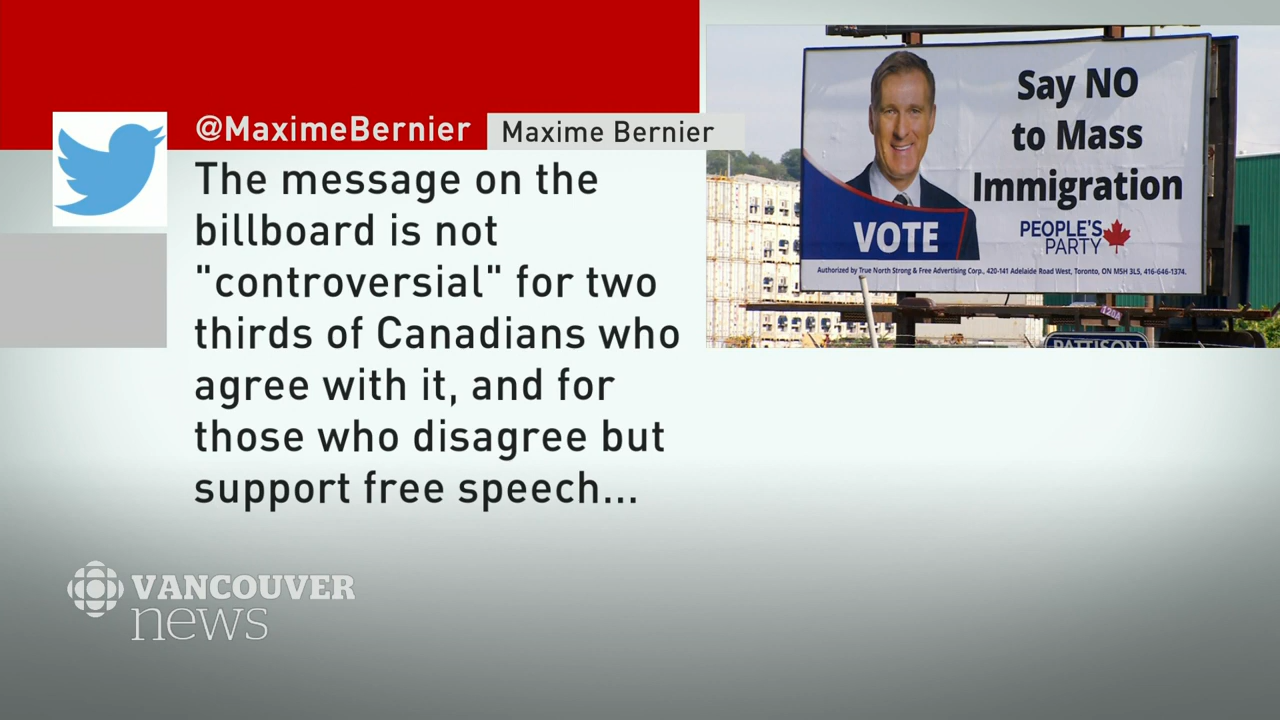 @MaximeBernier
Maxime Bernier
The message on the
billboard is not
"controversial" for two
thirds of Canadians who
agree with it, and for
those who disagree but
support free speech...
VANCOUVER
news
Say NO
to Mass
Immigration
VOTE
PEOPLE'S
PARTY
Authorized by True North Strong & Free Advertising Corp., 420-141 Adelaide Road West, Toronto, ON M5H 3L5, 416-646-1374.
120A
PATTISON